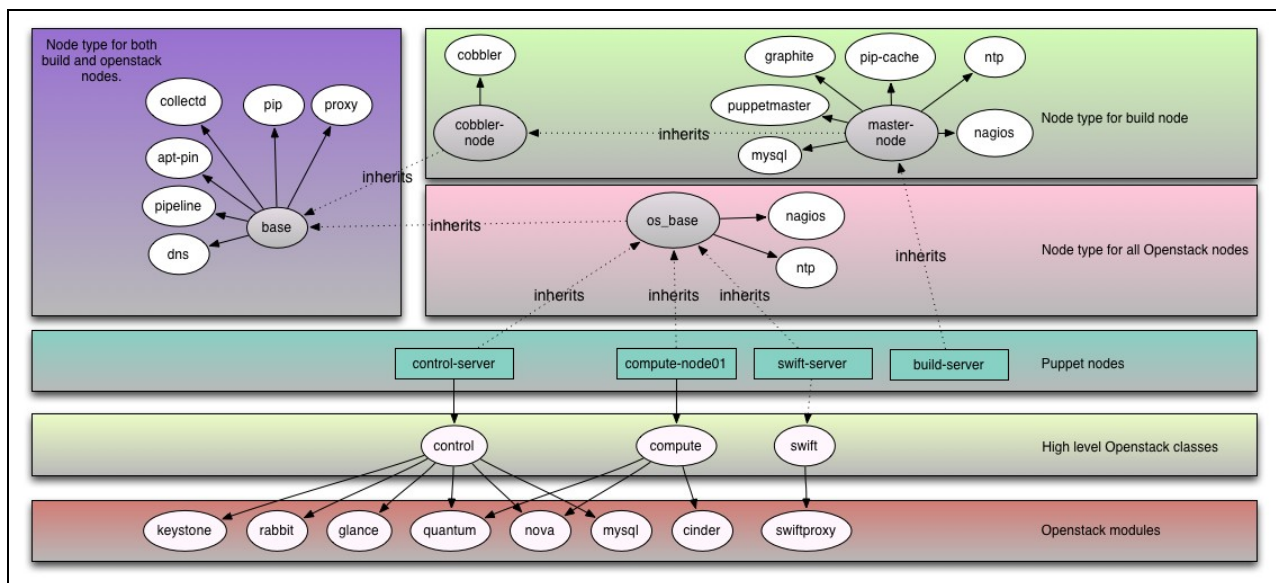 Node type for both
build and openstack
nodes.
collectd
pip
proxy
apt-pin
pipeline
base
dns
cobbler
cobbler-
node
inherits
graphite
pip-cache
ntp
puppetmaster
master-
node
nagios
mysql
inherits
Node type for build node
inherits
os_base
nagios
ntp
Node type for all Openstack nodes
inherits
inherits
inherits
inherits
control-server
compute-node01
swift-server
build-server
Puppet nodes
control
compute
swift
High level Openstack classes
keystone
rabbit
glance
quantum
nova
mysql
cinder
swiftproxy
Openstack modules